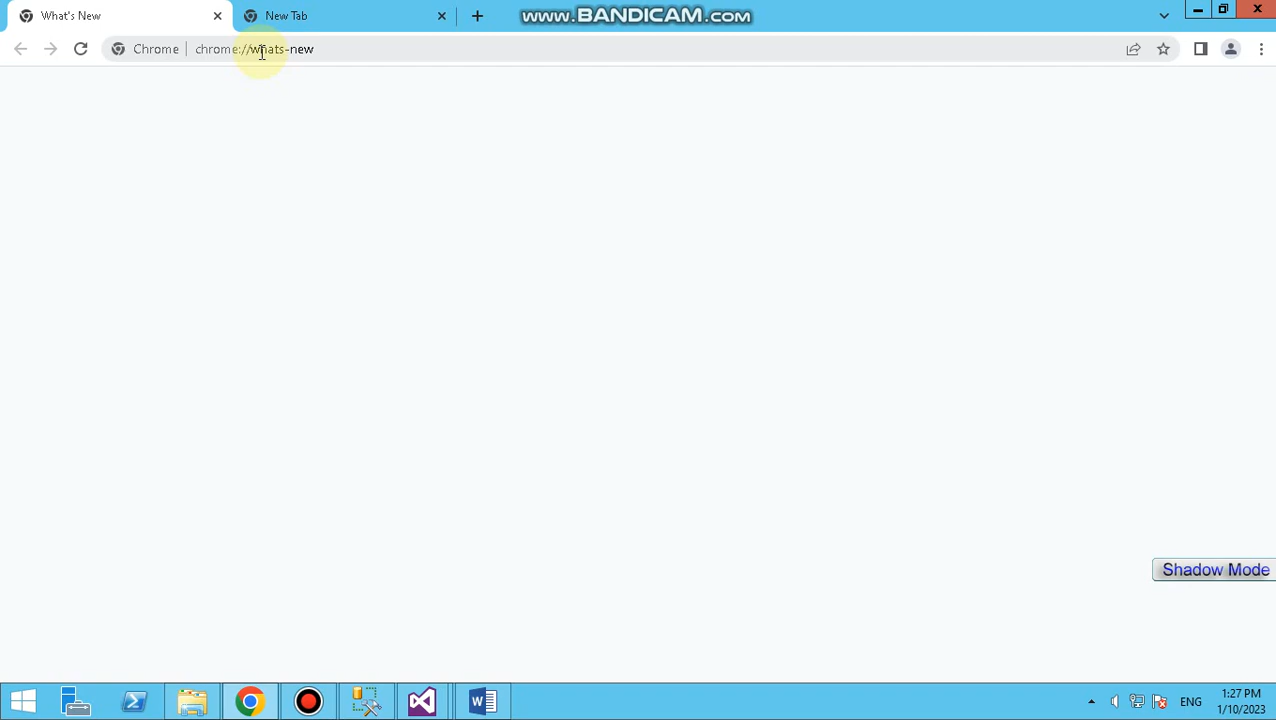 What's New
New Tab
www.BANDICAM.com
Chrome
chrome://whats-new
Shadow Mode
ENG
1:27 PM
1/10/2023